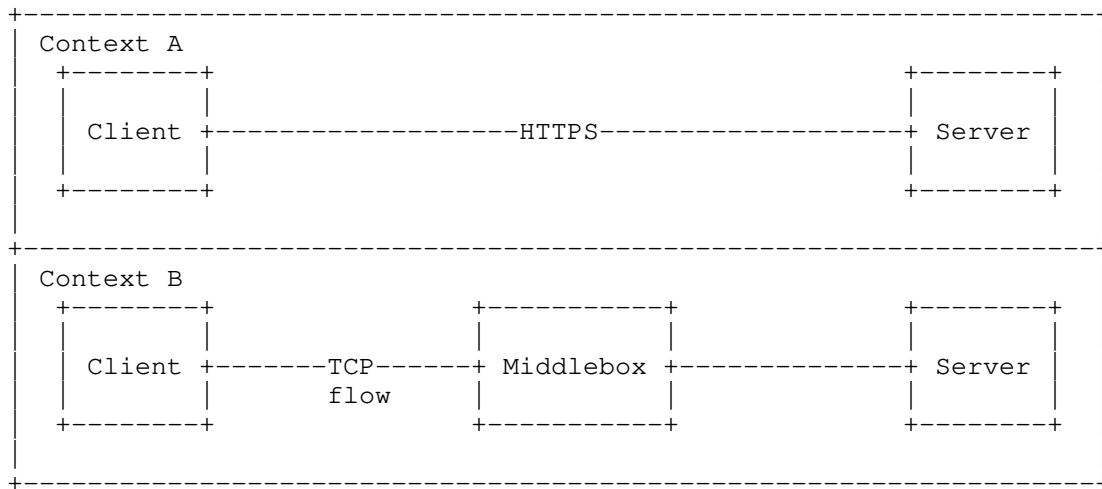 Context A
Client HTTPS Server
Context B
Client TCP Middlebox Server
flow